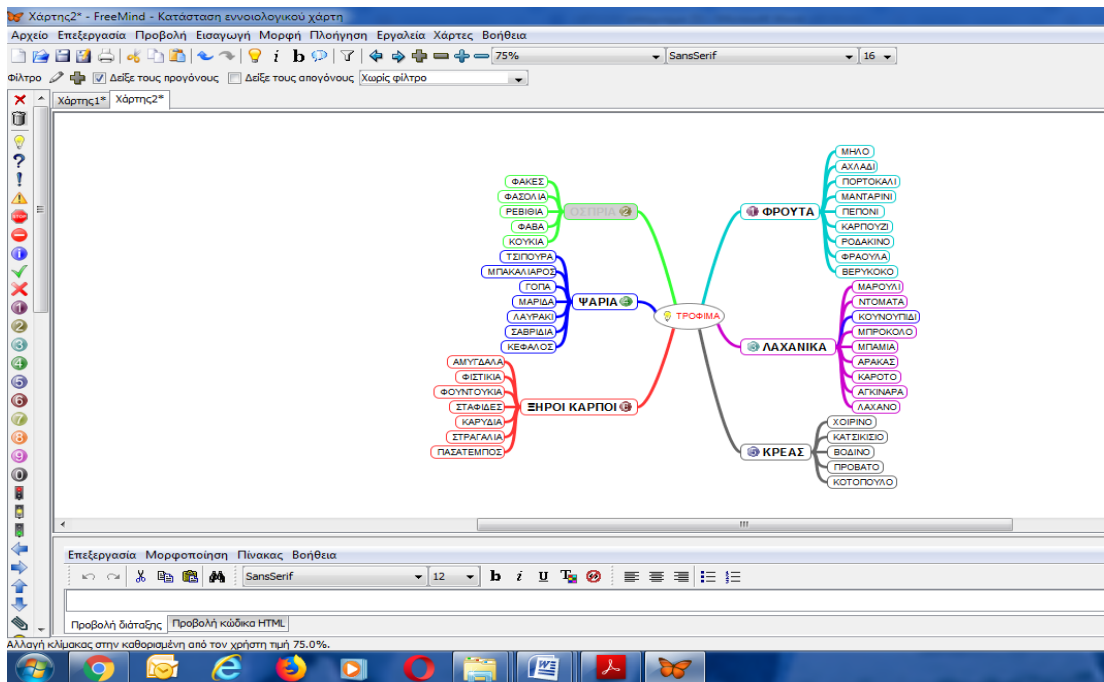 Χάρτης2* - FreeMind - Κατάσταση εννοιολογικού χάρτη
Αρχείο Επεξεργασία Προβολή Εισαγωγή Μορφή Πλοήγηση Εργαλεία Χάρτες Βοήθεια
75% SansSerif 16
Φίλτρο Δείξε τους προγόνους Δείξε τους απογόνους Χωρίς φίλτρο
Χάρτης1* Χάρτης2*
ΦΑΚΕΣ
ΦΑΣΟΛΙΑ
ΡΕΒΙΘΙΑ
ΦΑΒΑ
ΚΟΥΚΙΑ
ΟΣΠΡΙΑ
ΤΣΙΠΟΥΡΑ
ΜΠΑΚΑΛΙΑΡΟΣ
ΓΟΠΑ
ΜΑΡΙΔΑ
ΛΑΥΡΑΚΙ
ΣΑΒΡΙΔΙΑ
ΚΕΦΑΛΟΣ
ΨΑΡΙΑ
ΑΜΥΓΔΑΛΑ
ΦΙΣΤΙΚΙΑ
ΦΟΥΝΤΟΥΚΙΑ
ΣΤΑΦΙΔΕΣ
ΚΑΡΥΔΙΑ
ΣΤΡΑΓΑΛΙΑ
ΠΑΣΑΤΕΜΠΟΣ
ΞΗΡΟΙ ΚΑΡΠΟΙ
ΤΡΟΦΙΜΑ
ΦΡΟΥΤΑ
ΜΗΛΟ
ΑΧΛΑΔΙ
ΠΟΡΤΟΚΑΛΙ
ΜΑΝΤΑΡΙΝΙ
ΠΕΠΟΝΙ
ΚΑΡΠΟΥΖΙ
ΡΟΔΑΚΙΝΟ
ΦΡΑΟΥΛΑ
ΒΕΡΥΚΟΚΟ
ΛΑΧΑΝΙΚΑ
ΜΑΡΟΥΛΙ
ΝΤΟΜΑΤΑ
ΚΟΥΝΟΥΠΙΔΙ
ΜΠΡΟΚΟΛΟ
ΜΠΑΜΙΑ
ΑΡΑΚΑΣ
ΚΑΡΟΤΟ
ΑΓΚΙΝΑΡΑ
ΛΑΧΑΝΟ
ΚΡΕΑΣ
ΧΟΙΡΙΝΟ
ΚΑΤΣΙΚΙΣΙΟ
ΒΟΔΙΝΟ
ΠΡΟΒΑΤΟ
ΚΟΤΟΠΟΥΛΟ
Επεξεργασία Μορφοποίηση Πίνακας Βοήθεια
SansSerif 12 b i U
Προβολή διάταξης Προβολή κώδικα HTML
Αλλαγή κλίμακας στην καθορισμένη από τον χρήστη τιμή 75.0%.